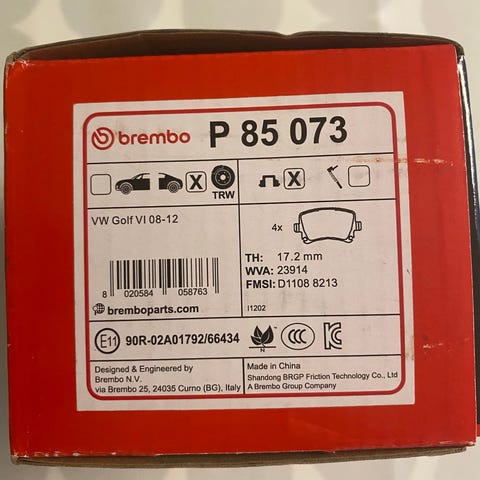 brembo P 85 073
X TRW X
VW Golf VI 08-12
4x
8 020584 058763
TH: 17.2 mm
WVA: 23914
FMSI: D1108 8213
bremboparts.com
I1202
E11 90R-02A01792/66434
CCC
Designed & Engineered by
Brembo N.V.
via Brembo 25, 24035 Curno (BG), Italy
Made in China
Shandong BRGP Friction Technology Co., Ltd
A Brembo Group Company